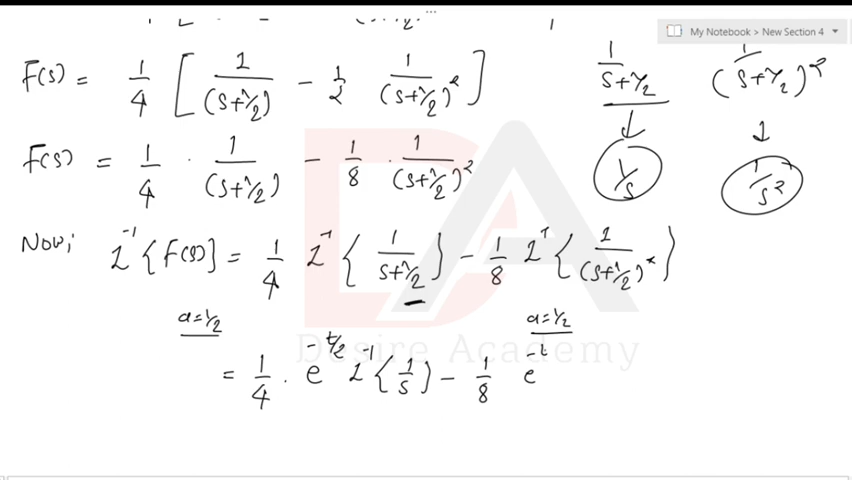 My Notebook > New Section 4
F(s) = 1/4 [ 1/(s+1/2) - 1/2 1/(s+1/2)^2 ]
1/(s+1/2) 1/(s+1/2)^2
F(s) = 1/4 · 1/(s+1/2) - 1/8 · 1/(s+1/2)^2
↓ ↓
1/s 1/s^2
Now; L^-1 {F(s)} = 1/4 L^-1 { 1/(s+1/2) } - 1/8 L^-1 { 1/(s+1/2)^2 }
a=1/2 a=1/2
= 1/4 · e^-t/2 L^-1 { 1/s } - 1/8 e^-t
DA
Desire Academy